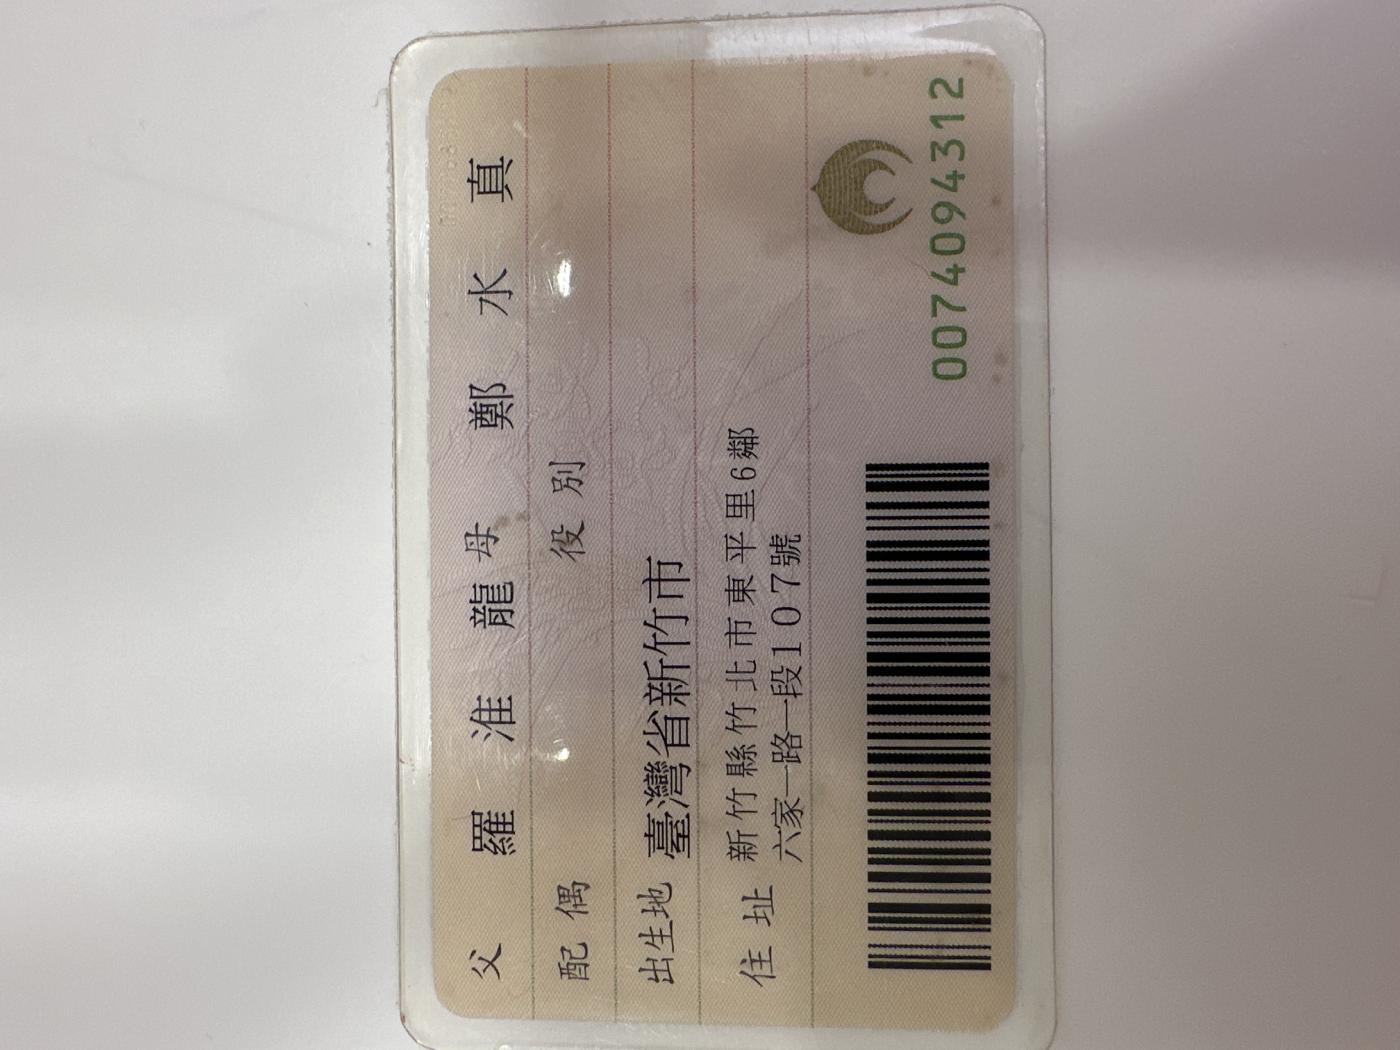 父 羅淮龍 母 鄭水真
配偶 役別
出生地 臺灣省新竹市
住址 新竹縣竹北市東平里6鄰
六家一路一段107號
0074094312